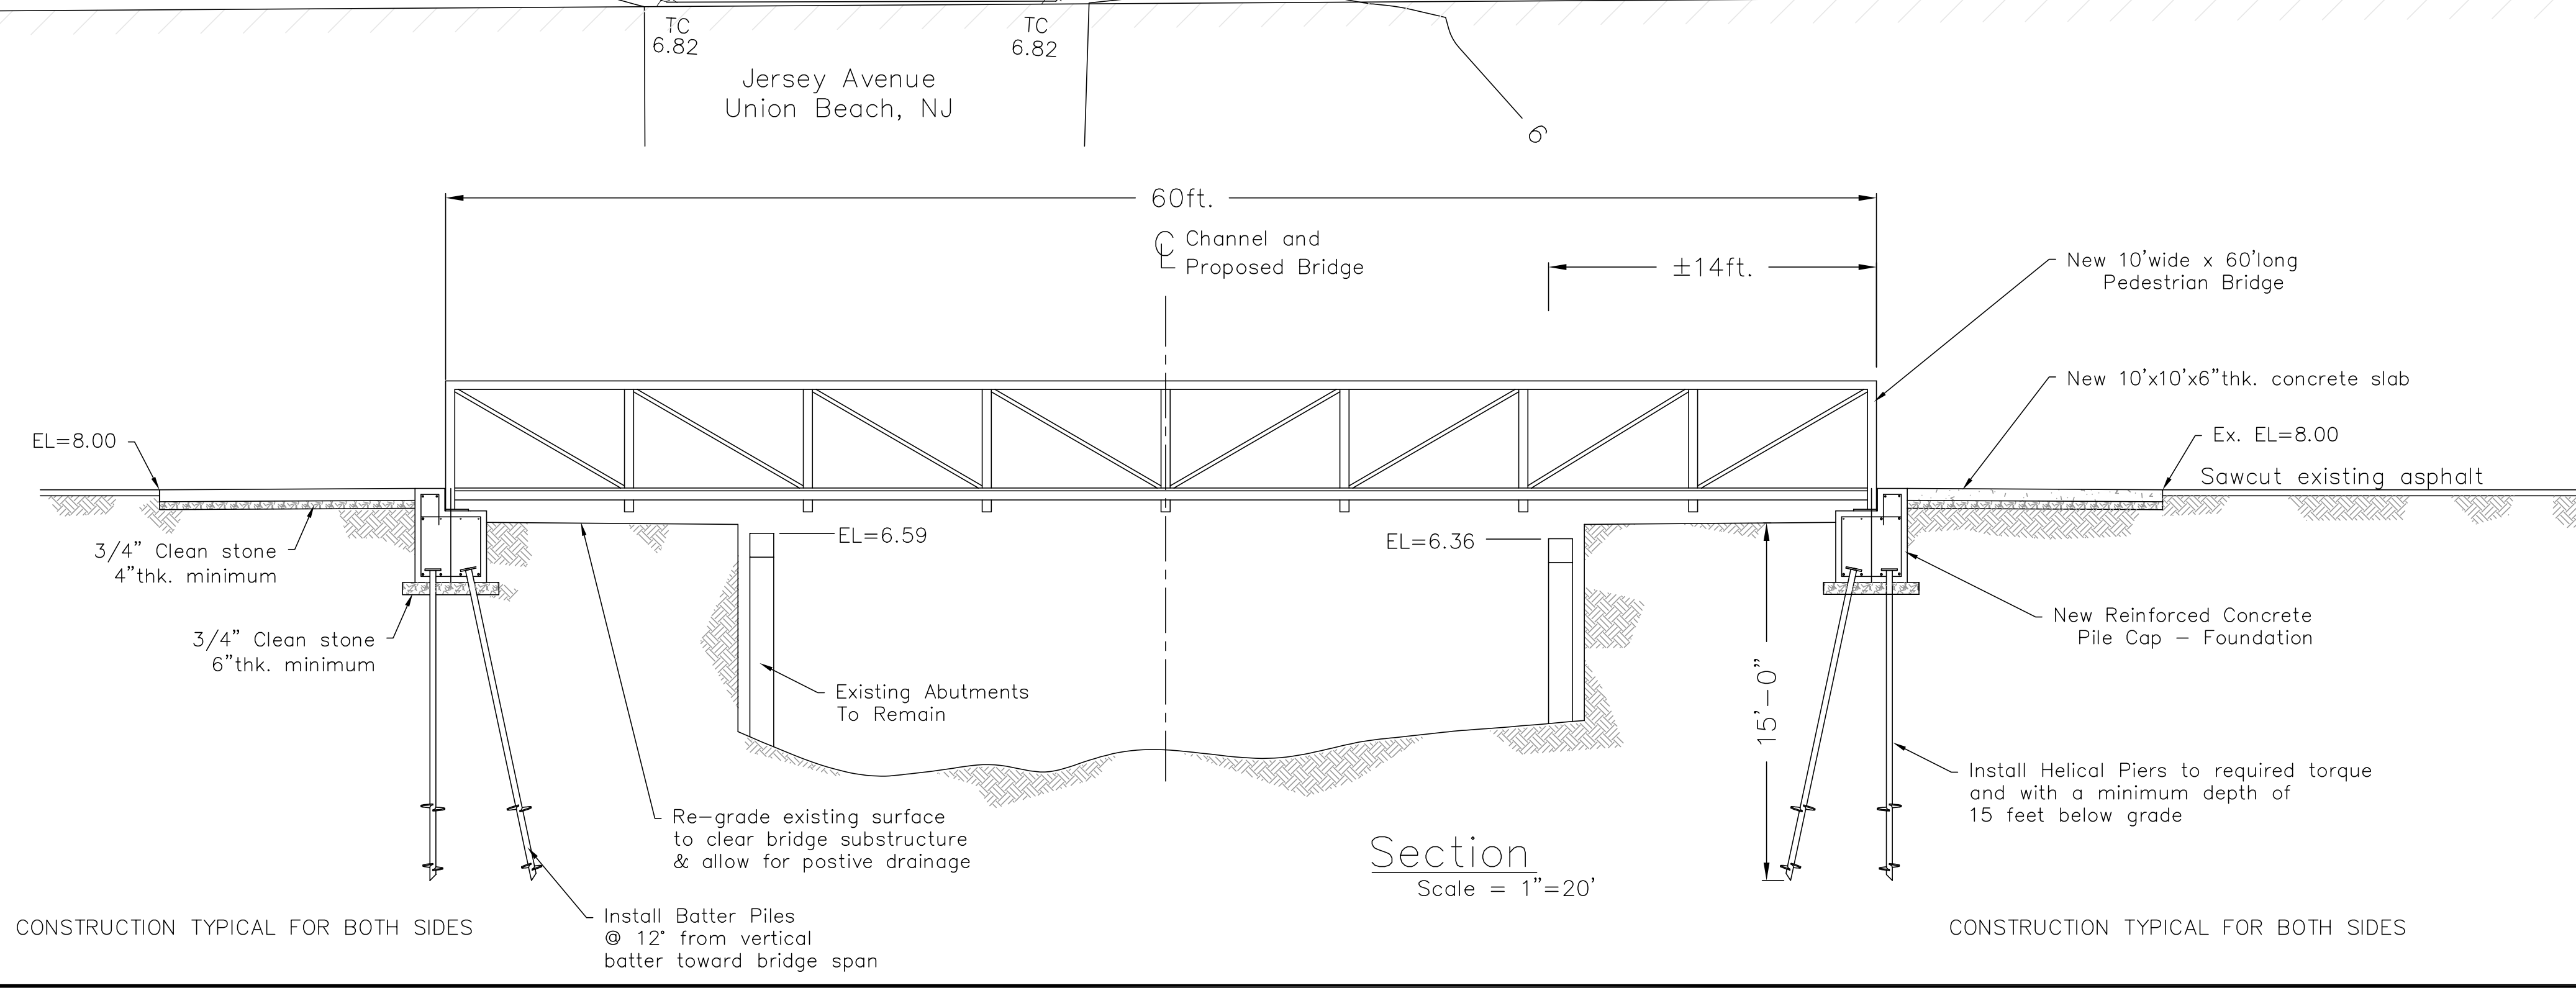 TC
6.82
TC
6.82
Jersey Avenue
Union Beach, NJ
6
60ft.
℄ Channel and
Proposed Bridge
±14ft.
New 10'wide x 60'long
Pedestrian Bridge
New 10'x10'x6"thk. concrete slab
EL=8.00
Ex. EL=8.00
Sawcut existing asphalt
EL=6.59
EL=6.36
3/4" Clean stone
4"thk. minimum
3/4" Clean stone
6"thk. minimum
New Reinforced Concrete
Pile Cap - Foundation
Existing Abutments
To Remain
15'-0"
Install Helical Piers to required torque
and with a minimum depth of
15 feet below grade
Re-grade existing surface
to clear bridge substructure
& allow for postive drainage
Section
Scale = 1"=20'
Install Batter Piles
@ 12° from vertical
batter toward bridge span
CONSTRUCTION TYPICAL FOR BOTH SIDES
CONSTRUCTION TYPICAL FOR BOTH SIDES